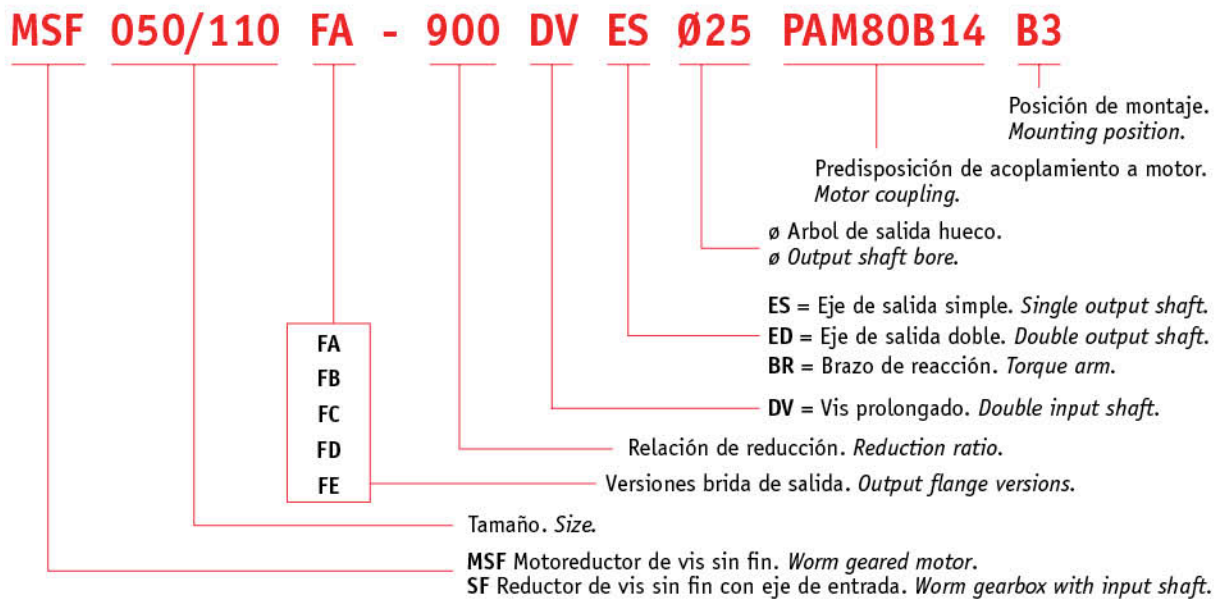 MSF 050/110 FA - 900 DV ES Ø25 PAM80B14 B3
Posición de montaje.
Mounting position.
Predisposición de acoplamiento a motor.
Motor coupling.
ø Arbol de salida hueco.
ø Output shaft bore.
ES = Eje de salida simple. Single output shaft.
ED = Eje de salida doble. Double output shaft.
BR = Brazo de reacción. Torque arm.
DV = Vis prolongado. Double input shaft.
Relación de reducción. Reduction ratio.
FA
FB
FC
FD
FE
Versiones brida de salida. Output flange versions.
Tamaño. Size.
MSF Motoreductor de vis sin fin. Worm geared motor.
SF Reductor de vis sin fin con eje de entrada. Worm gearbox with input shaft.